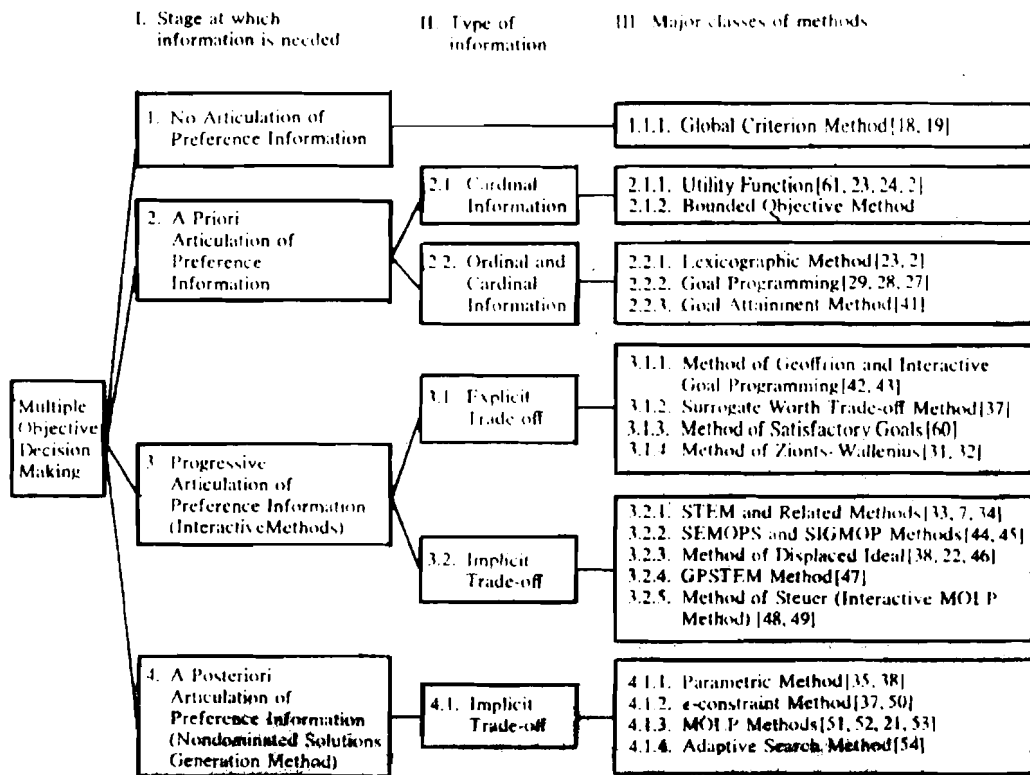 I. Stage at which
information is needed
II. Type of
information
III. Major classes of methods
1. No Articulation of
Preference Information
1.1.1. Global Criterion Method[18, 19]
2. A Priori
Articulation of
Preference
Information
2.1. Cardinal
Information
2.1.1. Utility Function[61, 23, 24, 2]
2.1.2. Bounded Objective Method
2.2. Ordinal and
Cardinal
Information
2.2.1. Lexicographic Method[23, 2]
2.2.2. Goal Programming[29, 28, 27]
2.2.3. Goal Attainment Method[41]
Multiple
Objective
Decision
Making
3. Progressive
Articulation of
Preference Information
(Interactive Methods)
3.1. Explicit
Trade-off
3.1.1. Method of Geoffrion and Interactive
Goal Programming[42, 43]
3.1.2. Surrogate Worth Trade-off Method[37]
3.1.3. Method of Satisfactory Goals[60]
3.1.4. Method of Zionts-Wallenius[31, 32]
3.2. Implicit
Trade-off
3.2.1. STEM and Related Methods[33, 7, 34]
3.2.2. SEMOPS and SIGMOP Methods[44, 45]
3.2.3. Method of Displaced Ideal[38, 22, 46]
3.2.4. GPSTEM Method[47]
3.2.5. Method of Steuer (Interactive MOLP
Method) [48, 49]
4. A Posteriori
Articulation of
Preference Information
(Nondominated Solutions
Generation Method)
4.1. Implicit
Trade-off
4.1.1. Parametric Method[35, 38]
4.1.2. ε-constraint Method[37, 50]
4.1.3. MOLP Methods[51, 52, 21, 53]
4.1.4. Adaptive Search Method[54]